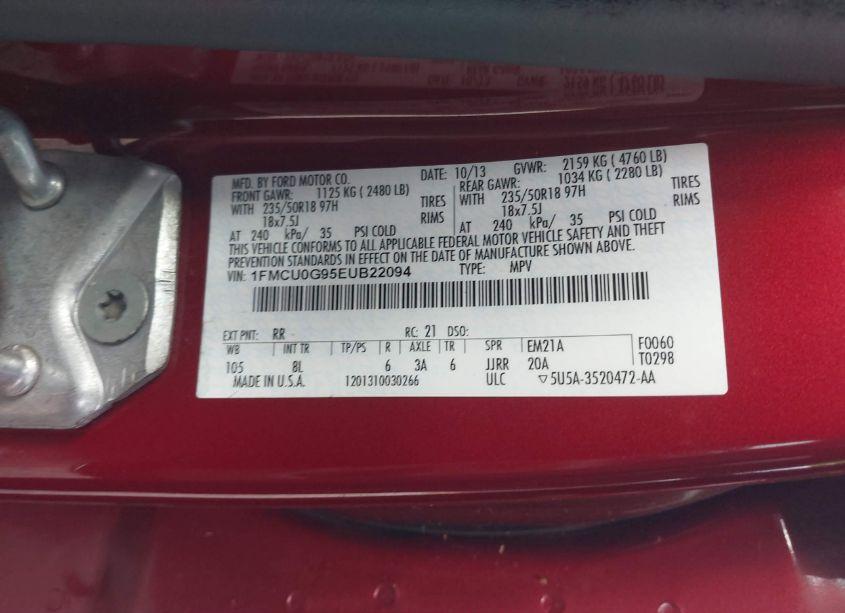 MFD. BY FORD MOTOR CO. DATE: 10/13 GVWR: 2159 KG ( 4760 LB)
FRONT GAWR: 1125 KG ( 2480 LB) REAR GAWR: 1034 KG ( 2280 LB)
WITH 235/50R18 97H TIRES WITH 235/50R18 97H TIRES
18x7.5J RIMS 18x7.5J RIMS
AT 240 kPa/ 35 PSI COLD AT 240 kPa/ 35 PSI COLD
THIS VEHICLE CONFORMS TO ALL APPLICABLE FEDERAL MOTOR VEHICLE SAFETY AND THEFT
PREVENTION STANDARDS IN EFFECT ON THE DATE OF MANUFACTURE SHOWN ABOVE.
VIN: 1FMCU0G95EUB22094 TYPE: MPV
EXT PNT: RR RC: 21 DSO:
WB INT TR TP/PS R AXLE TR SPR EM21A F0060
105 8L 6 3A 6 JJRR 20A T0298
MADE IN U.S.A. 1201310030266 ULC ▽5U5A-3520472-AA